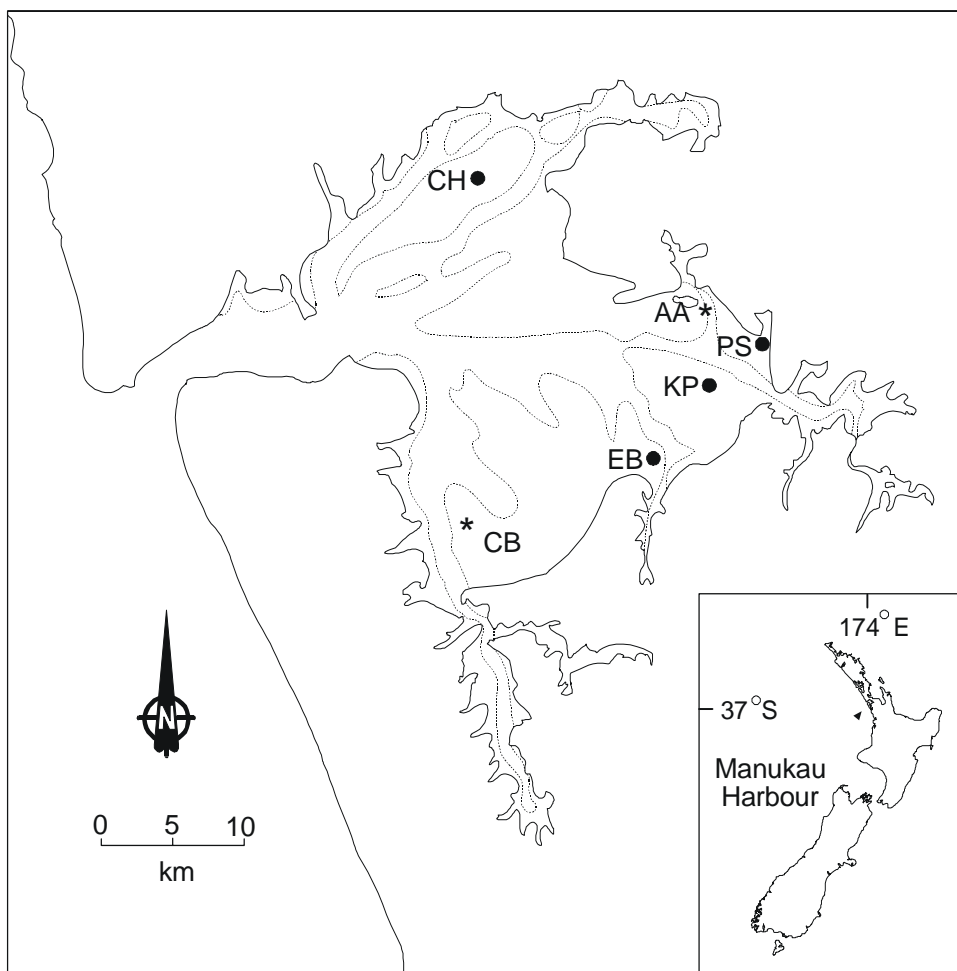 CH
AA *
PS
KP
EB
* CB
N
0 5 10
km
174° E
37°S
Manukau
Harbour